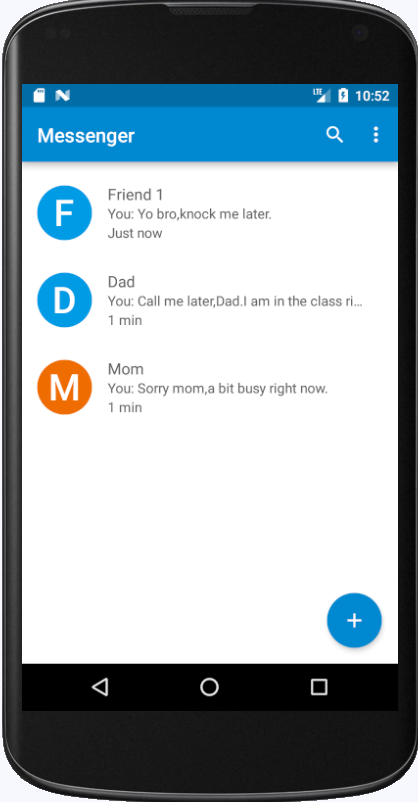 LTE 10:52
Messenger
F Friend 1
You: Yo bro,knock me later.
Just now
D Dad
You: Call me later,Dad.I am in the class ri…
1 min
M Mom
You: Sorry mom,a bit busy right now.
1 min